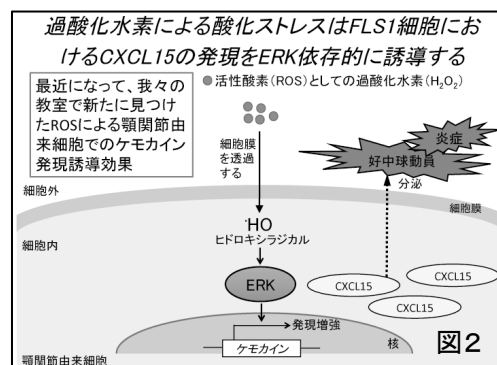 過酸化水素による酸化ストレスはFLS1細胞にお
けるCXCL15の発現をERK依存的に誘導する
最近になって、我々の
教室で新たに見つけ
たROSによる顎関節由
来細胞でのケモカイン
発現誘導効果
活性酸素(ROS)としての過酸化水素(H₂O₂)
細胞膜
を透過
する
炎症
好中球動員
分泌
細胞外
細胞膜
細胞内
·HO
ヒドロキシラジカル
ERK
CXCL15
CXCL15
CXCL15
発現増強
ケモカイン
核
図2
顎関節由来細胞